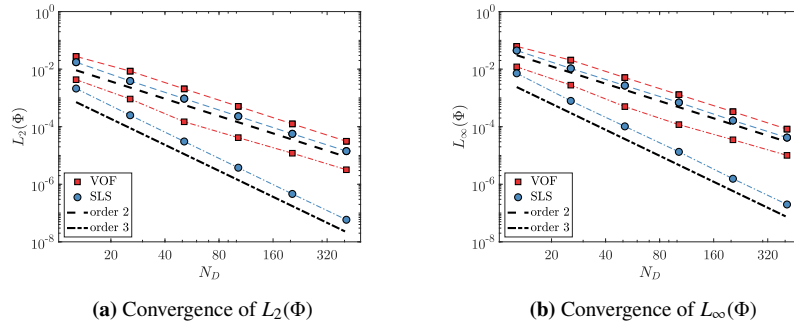 10^0
10^-2
10^-4
10^-6
10^-8
L_2(Φ)
VOF
SLS
order 2
order 3
20 40 80 160 320
N_D
(a) Convergence of L_2(Φ)
10^0
10^-2
10^-4
10^-6
10^-8
L_∞(Φ)
VOF
SLS
order 2
order 3
20 40 80 160 320
N_D
(b) Convergence of L_∞(Φ)